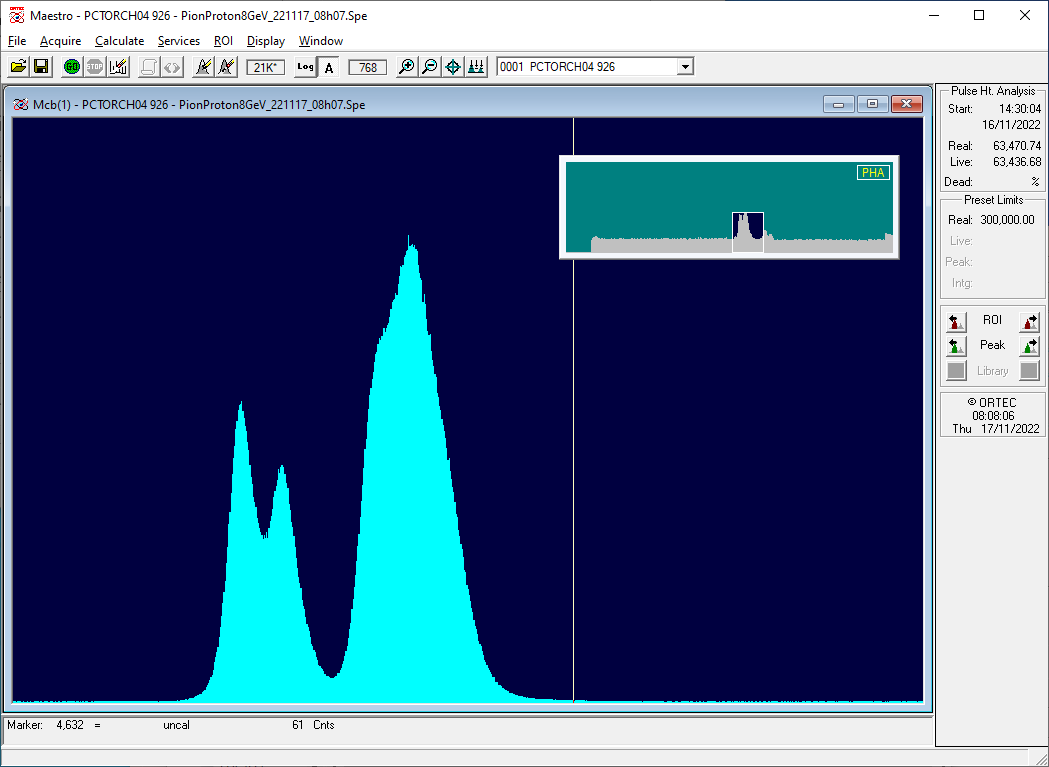 Maestro - PCTORCH04 926 - PionProton8GeV_221117_08h07.Spe
File Acquire Calculate Services ROI Display Window
GO STOP 21K* Log A 768 0001 PCTORCH04 926
Mcb(1) - PCTORCH04 926 - PionProton8GeV_221117_08h07.Spe
PHA
Pulse Ht. Analysis
Start: 14:30:04
16/11/2022
Real: 63,470.74
Live: 63,436.68
Dead: %
Preset Limits
Real: 300,000.00
Live:
Peak:
Intg:
ROI
Peak
Library
© ORTEC
08:08:06
Thu 17/11/2022
Marker: 4,632 = uncal 61 Cnts